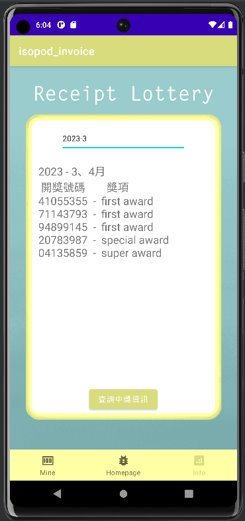 6:04
isopod_invoice
Receipt Lottery
2023-3
2023 - 3、4月
開獎號碼 獎項
41055355 - first award
71143793 - first award
94899145 - first award
20783987 - special award
04135859 - super award
查詢中獎資訊
Mine Homepage Info